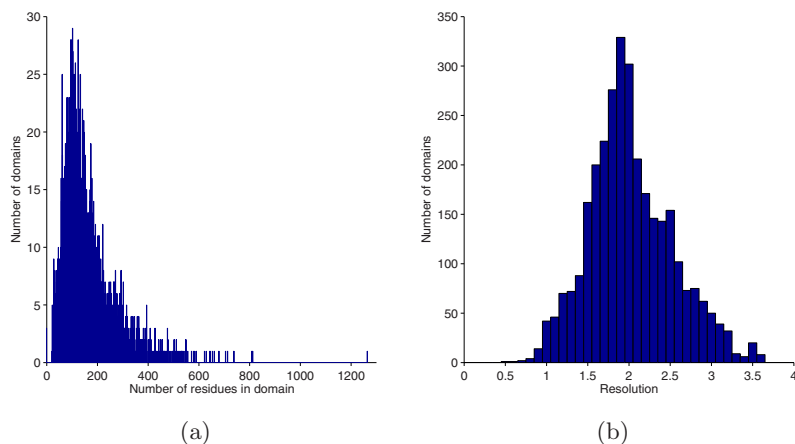 30
25
20
15
10
5
0
Number of domains
0 200 400 600 800 1000 1200
Number of residues in domain
(a)
350
300
250
200
150
100
50
0
Number of domains
0 0.5 1 1.5 2 2.5 3 3.5 4
Resolution
(b)